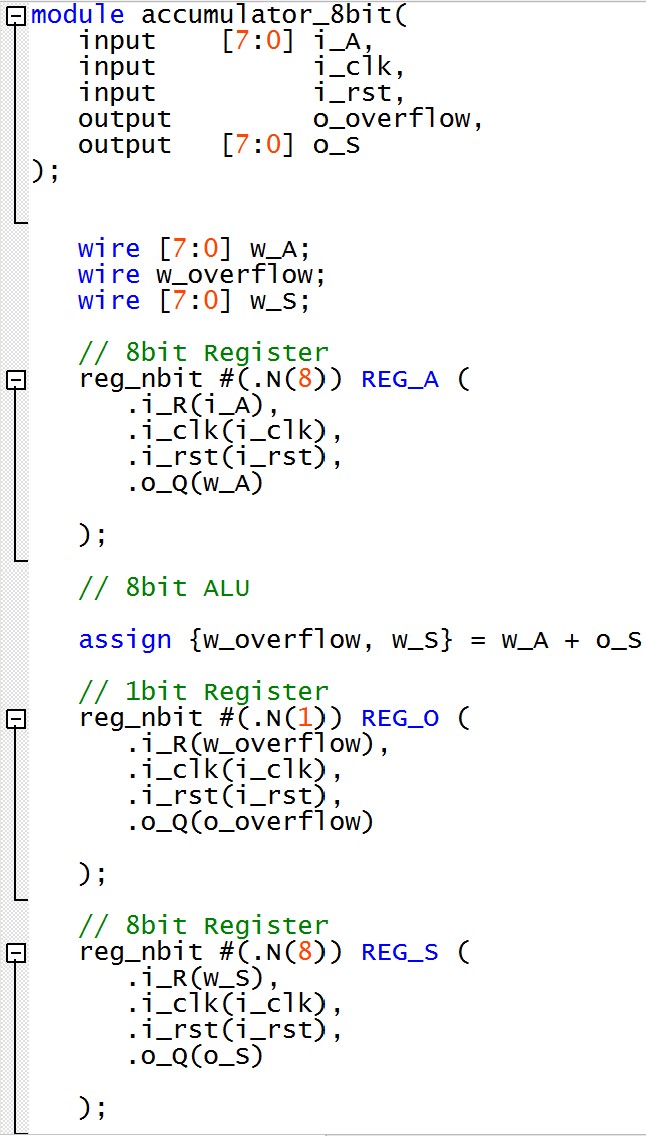 module accumulator_8bit(
input [7:0] i_A,
input i_clk,
input i_rst,
output o_overflow,
output [7:0] o_S
);
wire [7:0] w_A;
wire w_overflow;
wire [7:0] w_S;
// 8bit Register
reg_nbit #(.N(8)) REG_A (
.i_R(i_A),
.i_clk(i_clk),
.i_rst(i_rst),
.o_Q(w_A)
);
// 8bit ALU
assign {w_overflow, w_S} = w_A + o_S
// 1bit Register
reg_nbit #(.N(1)) REG_O (
.i_R(w_overflow),
.i_clk(i_clk),
.i_rst(i_rst),
.o_Q(o_overflow)
);
// 8bit Register
reg_nbit #(.N(8)) REG_S (
.i_R(w_S),
.i_clk(i_clk),
.i_rst(i_rst),
.o_Q(o_S)
);